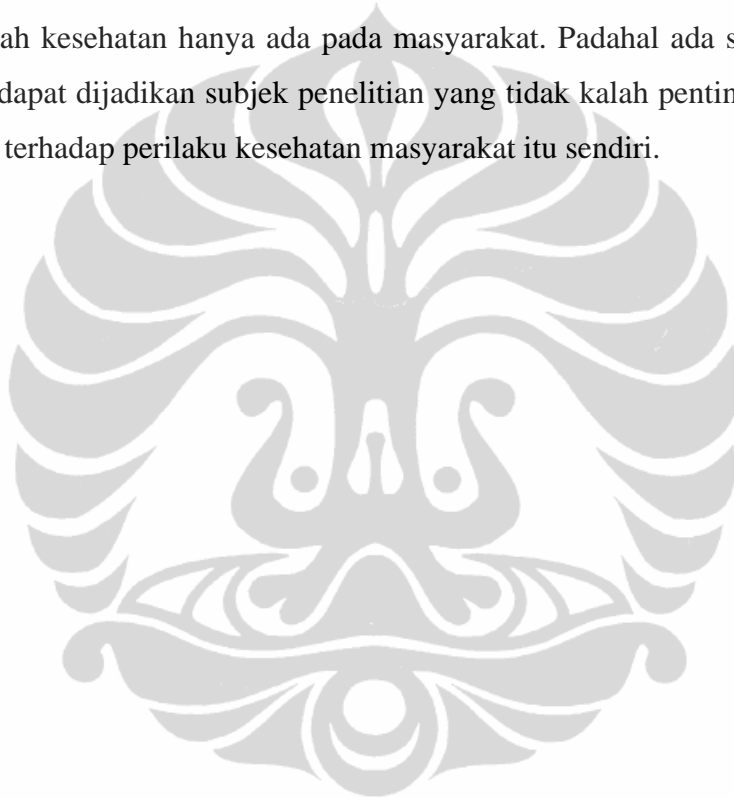 ah kesehatan hanya ada pada masyarakat. Padahal ada s
dapat dijadikan subjek penelitian yang tidak kalah pentin
terhadap perilaku kesehatan masyarakat itu sendiri.